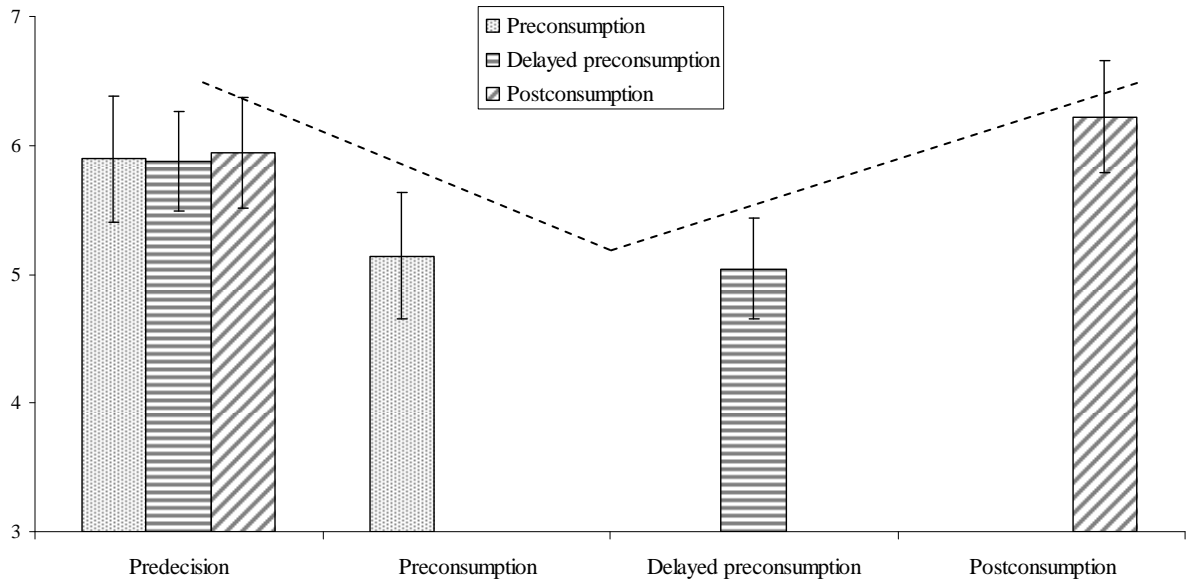 7
Preconsumption
Delayed preconsumption
Postconsumption
6
5
4
3
Predecision Preconsumption Delayed preconsumption Postconsumption